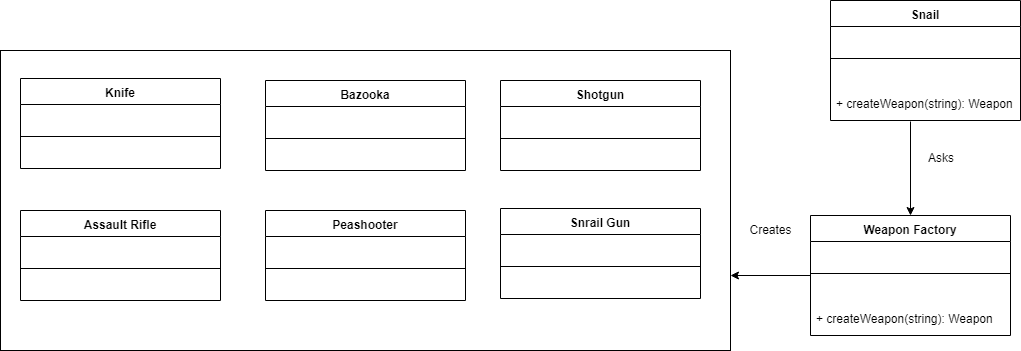 Snail
+ createWeapon(string): Weapon
Knife
Bazooka
Shotgun
Asks
Assault Rifle
Peashooter
Snrail Gun
Creates
Weapon Factory
+ createWeapon(string): Weapon